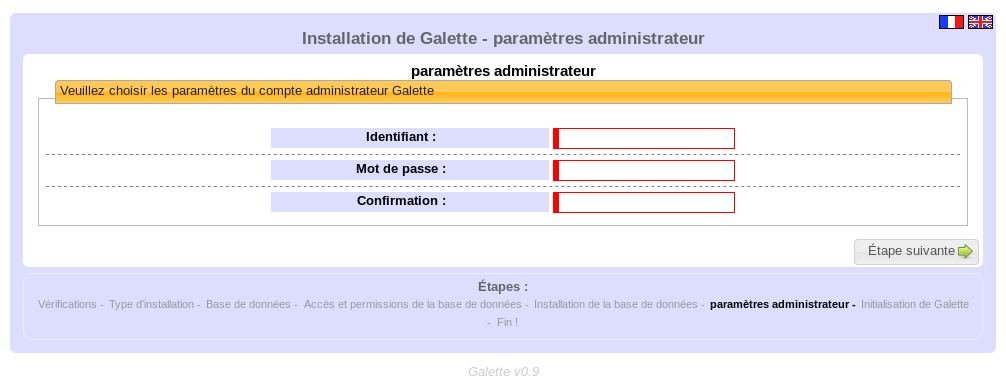 Installation de Galette - paramètres administrateur
paramètres administrateur
Veuillez choisir les paramètres du compte administrateur Galette
Identifiant :
Mot de passe :
Confirmation :
Étape suivante
Étapes :
Vérifications - Type d'installation - Base de données - Accès et permissions de la base de données - Installation de la base de données - paramètres administrateur - Initialisation de Galette
- Fin !
Galette v0.9